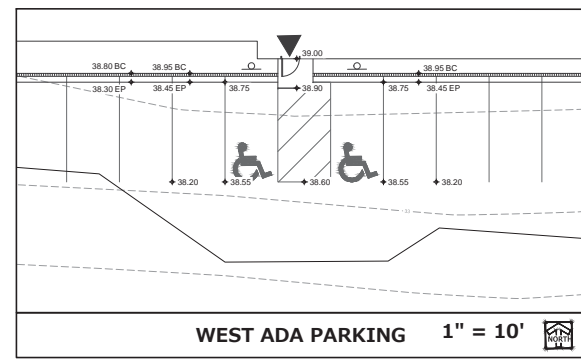 39.00
38.80 BC 38.95 BC 38.95 BC
38.30 EP 38.45 EP 38.75 38.90 38.75 38.45 EP
38.20 38.55 38.60 38.55 38.20
WEST ADA PARKING 1" = 10' NORTH